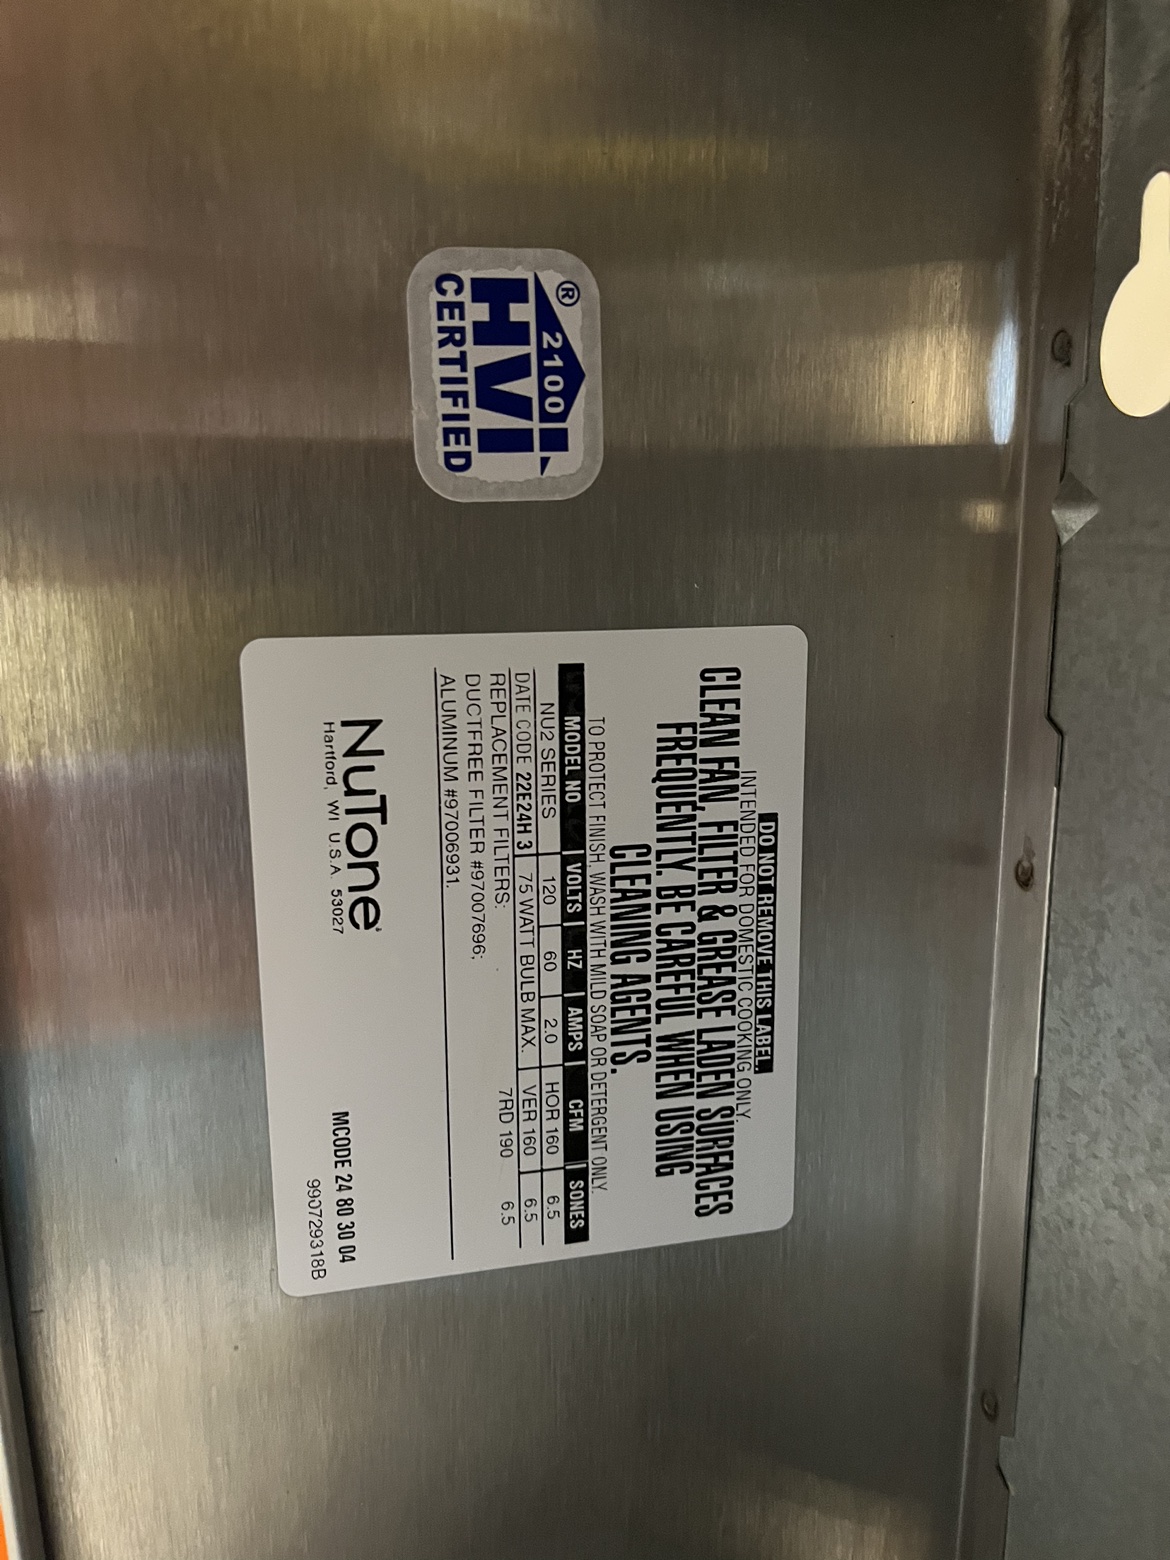 ® 2100
HVI
CERTIFIED
DO NOT REMOVE THIS LABEL.
INTENDED FOR DOMESTIC COOKING ONLY.
CLEAN FAN, FILTER & GREASE LADEN SURFACES
FREQUENTLY. BE CAREFUL WHEN USING
CLEANING AGENTS.
TO PROTECT FINISH, WASH WITH MILD SOAP OR DETERGENT ONLY.
MODEL NO VOLTS HZ AMPS CFM SONES
NU2 SERIES 120 60 2.0 HOR 160 6.5
DATE CODE 22E24H 3 75 WATT BULB MAX. VER 160 6.5
REPLACEMENT FILTERS: 7RD 190 6.5
DUCTFREE FILTER #97007696;
ALUMINUM #97006931.
NuTone
Hartford, WI U.S.A 53027
MCODE 24 80 30 04
990729318B